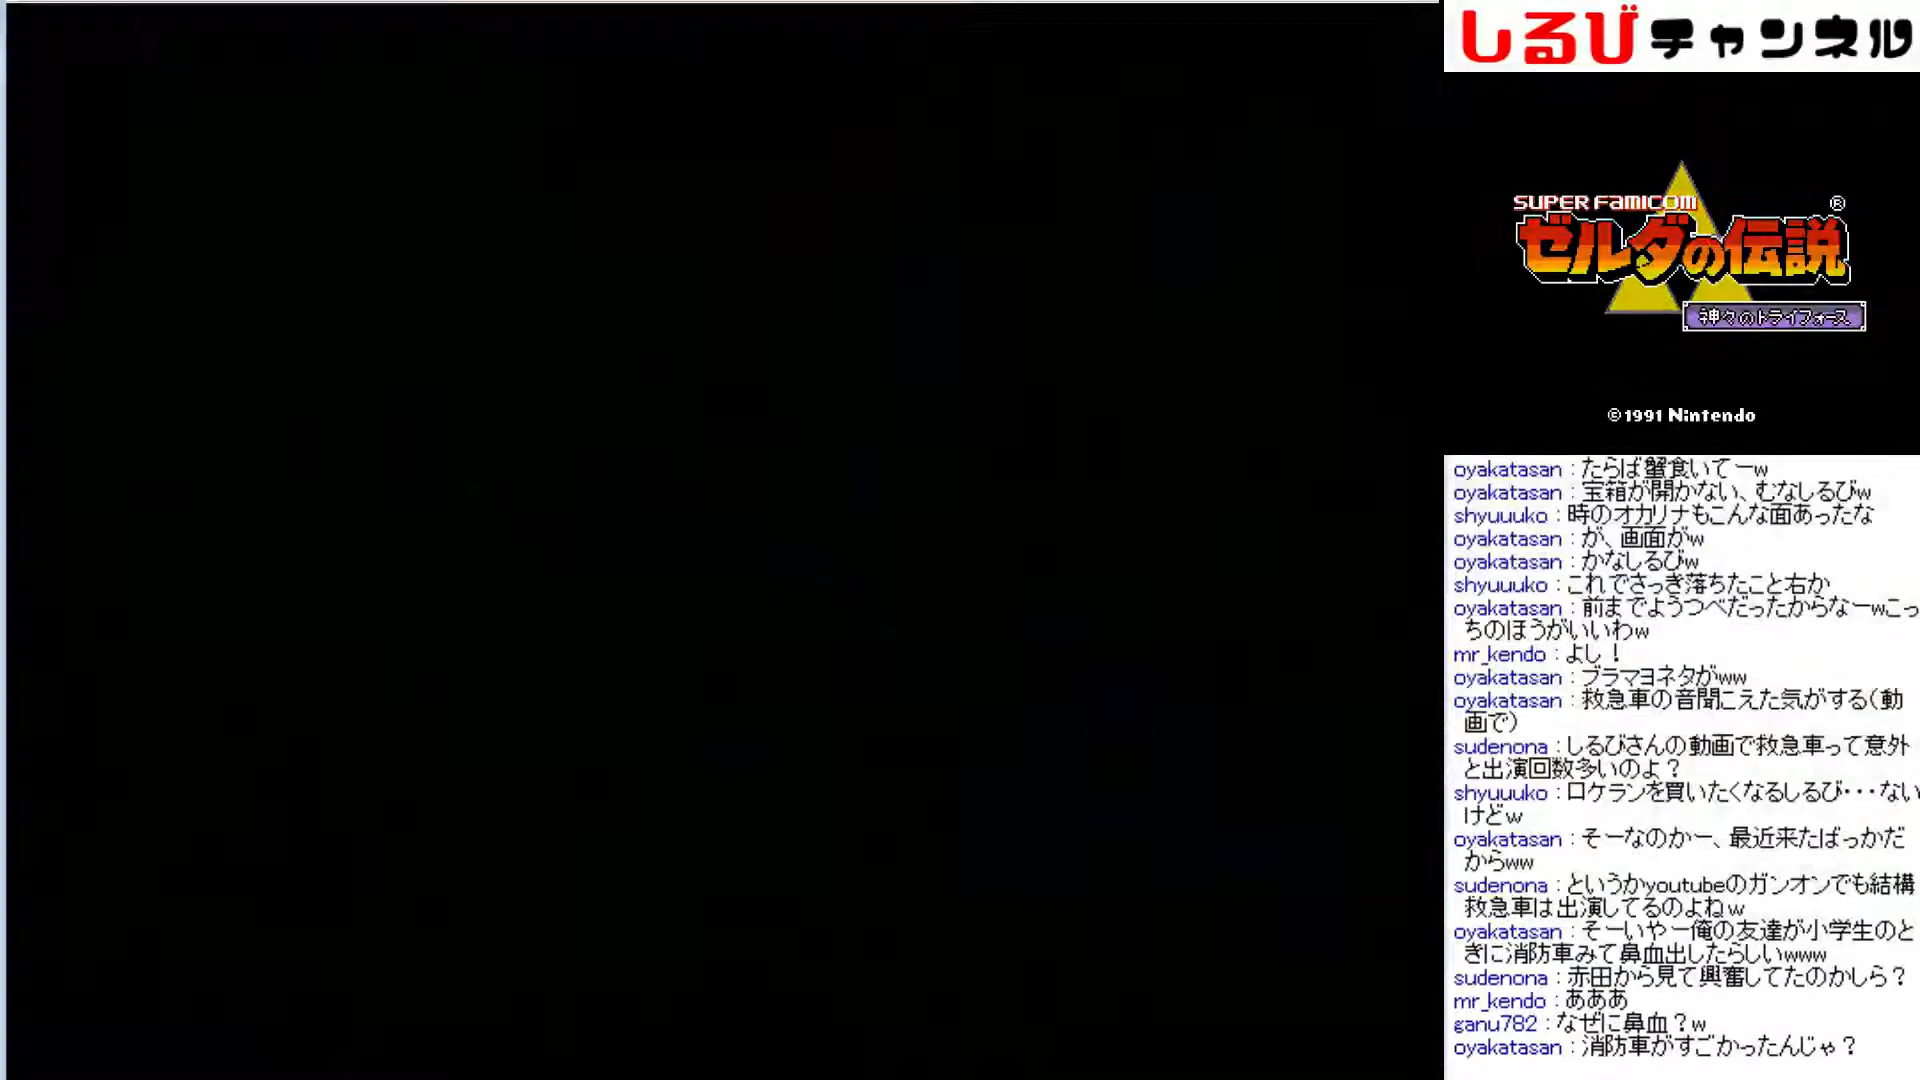 しるびチャンネル
SUPER FAMICOM ®
ゼルダの伝説
神々のトライフォース
©1991 Nintendo
oyakatasan : たらば蟹食いてーw
oyakatasan : 宝箱が開かない、むなしるびw
shyuuuko : 時のオカリナもこんな面あったな
oyakatasan : が、画面がw
oyakatasan : かなしるびw
shyuuuko : これでさっき落ちたこと右か
oyakatasan : 前までようつべだったからなーwこっ
ちのほうがいいわw
mr_kendo : よし！
oyakatasan : ブラマヨネタがww
oyakatasan : 救急車の音聞こえた気がする（動
画で）
sudenona : しるびさんの動画で救急車って意外
と出演回数多いのよ？
shyuuuko : ロケランを買いたくなるしるび・・・ない
けどw
oyakatasan : そーなのかー、最近来たばっかだ
からww
sudenona : というかyoutubeのガンオンでも結構
救急車は出演してるのよねw
oyakatasan : そーいやー俺の友達が小学生のと
きに消防車みて鼻血出したらしいwww
sudenona : 赤田から見て興奮してたのかしら？
mr_kendo : あああ
ganu782 : なぜに鼻血？w
oyakatasan : 消防車がすごかったんじゃ？